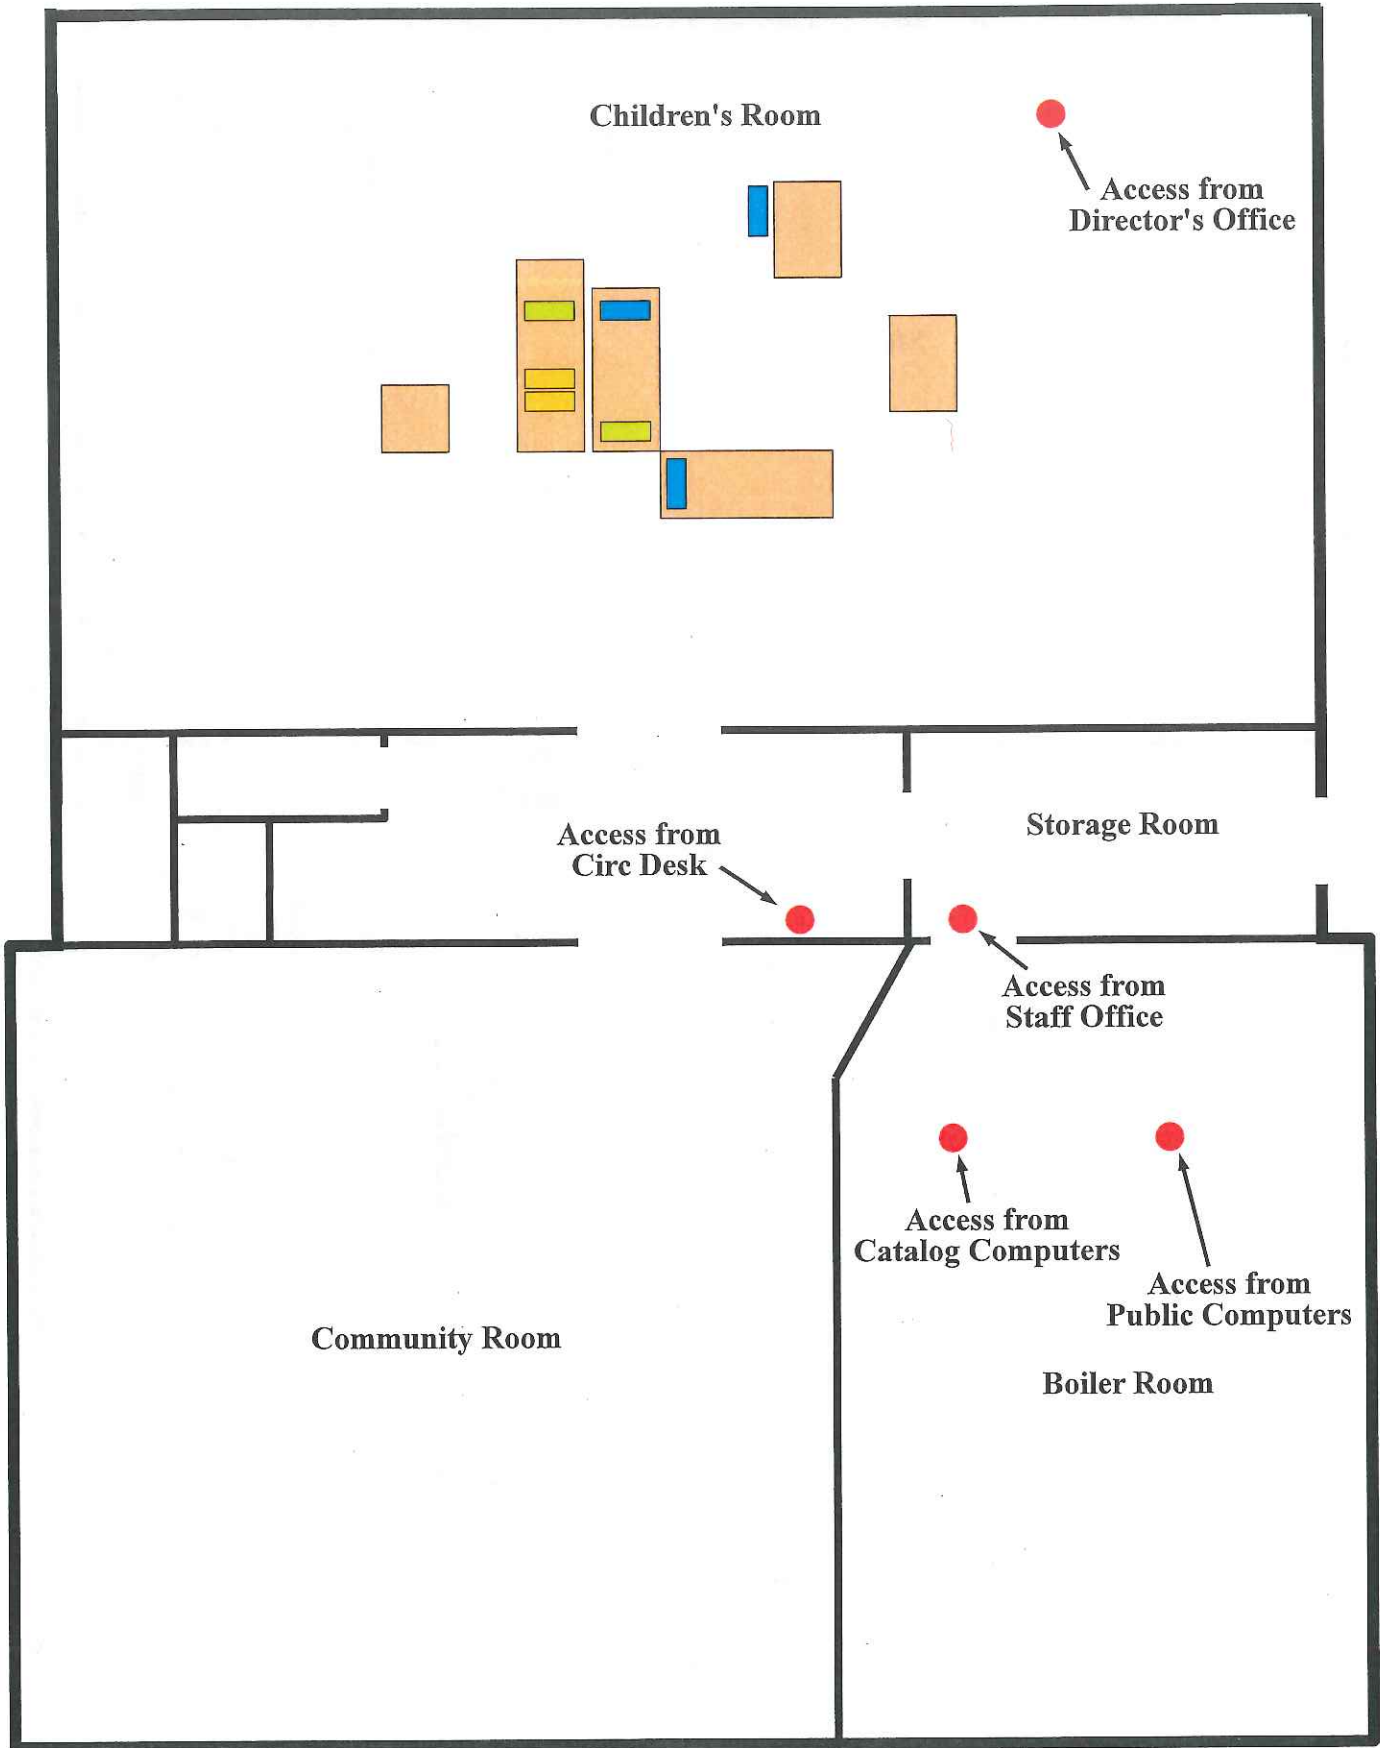 Children's Room
Access from
Director's Office
Storage Room
Access from
Circ Desk
Access from
Staff Office
Access from
Catalog Computers
Access from
Public Computers
Community Room
Boiler Room